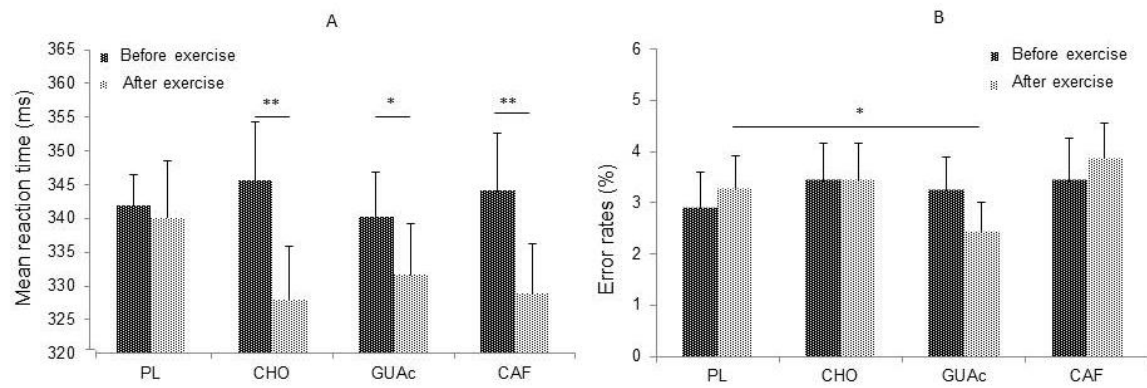 A
Mean reaction time (ms)
365
360
355
350
345
340
335
330
325
320
Before exercise
After exercise
**
*
**
PL CHO GUAc CAF
B
Error rates (%)
6
5
4
3
2
1
0
Before exercise
After exercise
*
PL CHO GUAc CAF